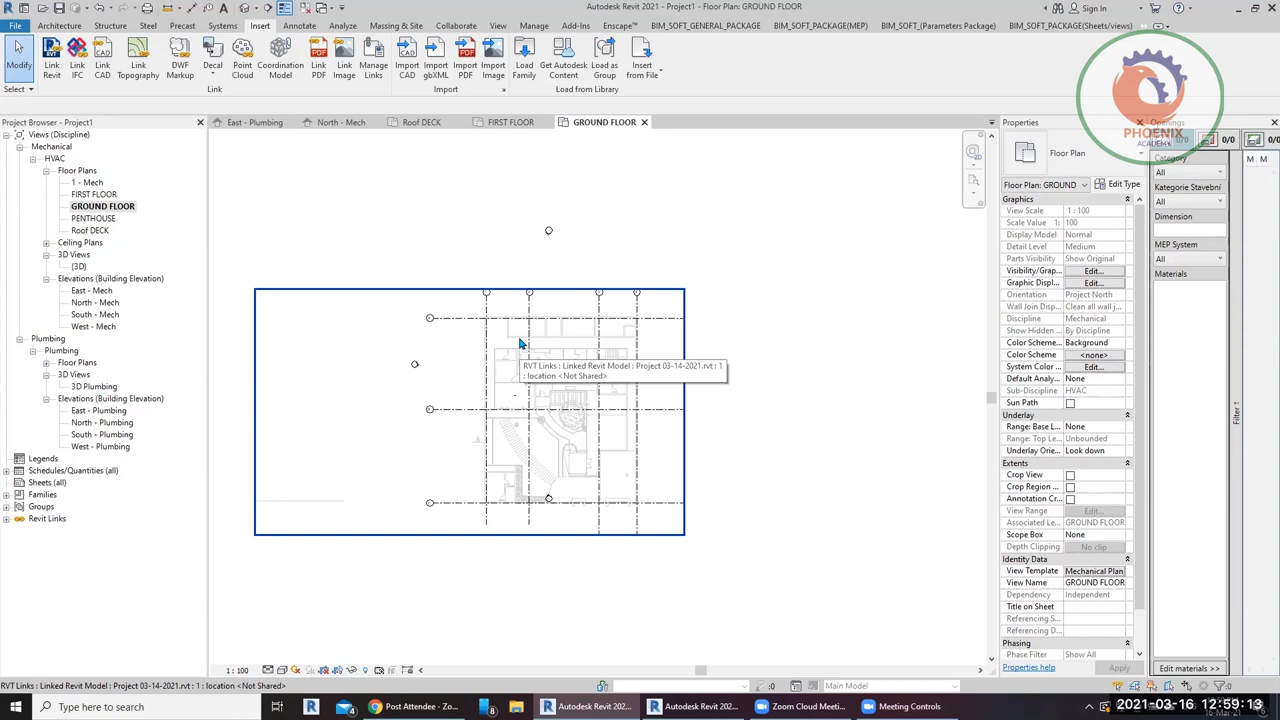 Autodesk Revit 2021 - Floor Plan: GROUND FLOOR
Sign In
File Architecture Structure Steel Precast Systems Insert Annotate Analyze Massing & Site Collaborate View Manage Add-Ins Enscape™ BIM_SOFT_GENERAL_PACKAGE BIM_SOFT_PACKAGE(MEP) BIM_SOFT_(Parameters Package) BIM_SOFT_PACKAGE(Sheets/views)
Modify
Link Revit
Link IFC
Link CAD
Link Topography
DWF Markup
Decal
Point Cloud
Coordination Model
Link PDF
Link Image
Manage Links
Import CAD
Import gbXML
Import PDF
Import Image
Load Family
Get Autodesk Content
Load as Group
Insert from File
Select
Link
Import
Load from Library
PHOENIX
ACADEMY
Project Browser - Project1
Views (Discipline)
Mechanical
HVAC
Floor Plans
1 - Mech
FIRST FLOOR
GROUND FLOOR
PENTHOUSE
Roof DECK
Ceiling Plans
3D Views
{3D}
Elevations (Building Elevation)
East - Mech
North - Mech
South - Mech
West - Mech
Plumbing
Plumbing
Floor Plans
3D Views
3D Plumbing
Elevations (Building Elevation)
East - Plumbing
North - Plumbing
South - Plumbing
West - Plumbing
Legends
Schedules/Quantities (all)
Sheets (all)
Families
Groups
Revit Links
East - Plumbing
North - Mech
Roof DECK
FIRST FLOOR
GROUND FLOOR
RVT Links : Linked Revit Model : Project 03-14-2021.rvt : 1
: location <Not Shared>
Properties
Floor Plan
Floor Plan: GROUND
Edit Type
Graphics
View Scale 1 : 100
Scale Value 1: 100
Display Model Normal
Detail Level Medium
Parts Visibility Show Original
Visibility/Grap... Edit...
Graphic Displ... Edit...
Orientation Project North
Wall Join Disp... Clean all wall j...
Discipline Mechanical
Show Hidden ... By Discipline
Color Scheme... Background
Color Scheme <none>
System Color ... Edit...
Default Analy... None
Sub-Discipline HVAC
Sun Path
Underlay
Range: Base L... None
Range: Top Le... Unbounded
Underlay Orie... Look down
Extents
Crop View
Crop Region ...
Annotation Cr...
View Range Edit...
Associated Le... GROUND FLOOR
Scope Box None
Depth Clipping No clip
Identity Data
View Template Mechanical Plan
View Name GROUND FLOOR
Dependency Independent
Title on Sheet
Referencing S...
Referencing D...
Phasing
Phase Filter Show All
Properties help
Apply
Openings
0/0
0/0
Category
All
Kategorie Stavební
All
Dimension
MEP System
All
Materials
Edit materials >>
Filter
M M
1 : 100
RVT Links : Linked Revit Model : Project 03-14-2021.rvt : 1 : location <Not Shared>
:0
Main Model
:0
Type here to search
Post Attendee - Zo...
Autodesk Revit 202...
Autodesk Revit 202...
Zoom Cloud Meeti...
Meeting Controls
2021-03-16 12:59:13